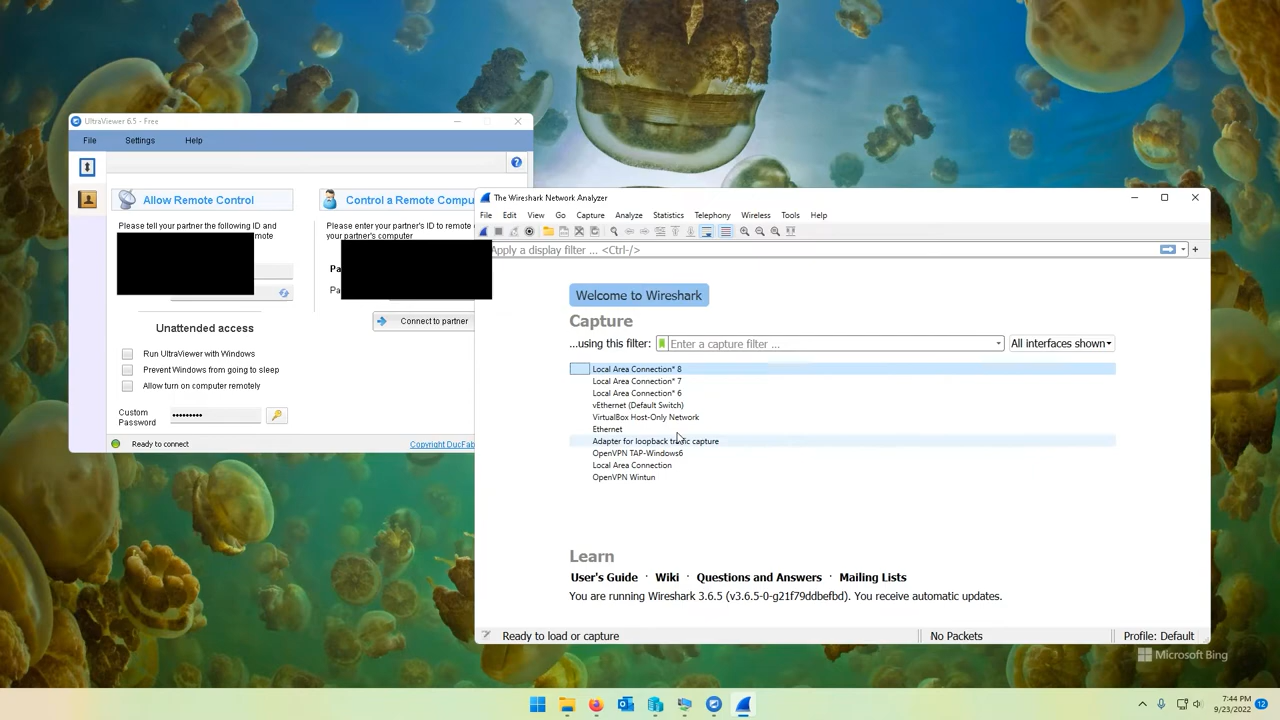 UltraViewer 6.5 - Free
File Settings Help
Allow Remote Control
Please tell your partner the following ID and
mote
Unattended access
Run UltraViewer with Windows
Prevent Windows from going to sleep
Allow turn on computer remotely
Custom
Password
*********
Ready to connect
Control a Remote Compu
Please enter your partner's ID to remote
your partner's computer
Pa
Pa
Connect to partner
Copyright DucFab
The Wireshark Network Analyzer
File Edit View Go Capture Analyze Statistics Telephony Wireless Tools Help
Apply a display filter ... <Ctrl-/>
Welcome to Wireshark
Capture
...using this filter: Enter a capture filter ... All interfaces shown
Local Area Connection* 8
Local Area Connection* 7
Local Area Connection* 6
vEthernet (Default Switch)
VirtualBox Host-Only Network
Ethernet
Adapter for loopback traffic capture
OpenVPN TAP-Windows6
Local Area Connection
OpenVPN Wintun
Learn
User's Guide · Wiki · Questions and Answers · Mailing Lists
You are running Wireshark 3.6.5 (v3.6.5-0-g21f79ddbefbd). You receive automatic updates.
Ready to load or capture No Packets Profile: Default
Microsoft Bing
7:44 PM
9/23/2022
12